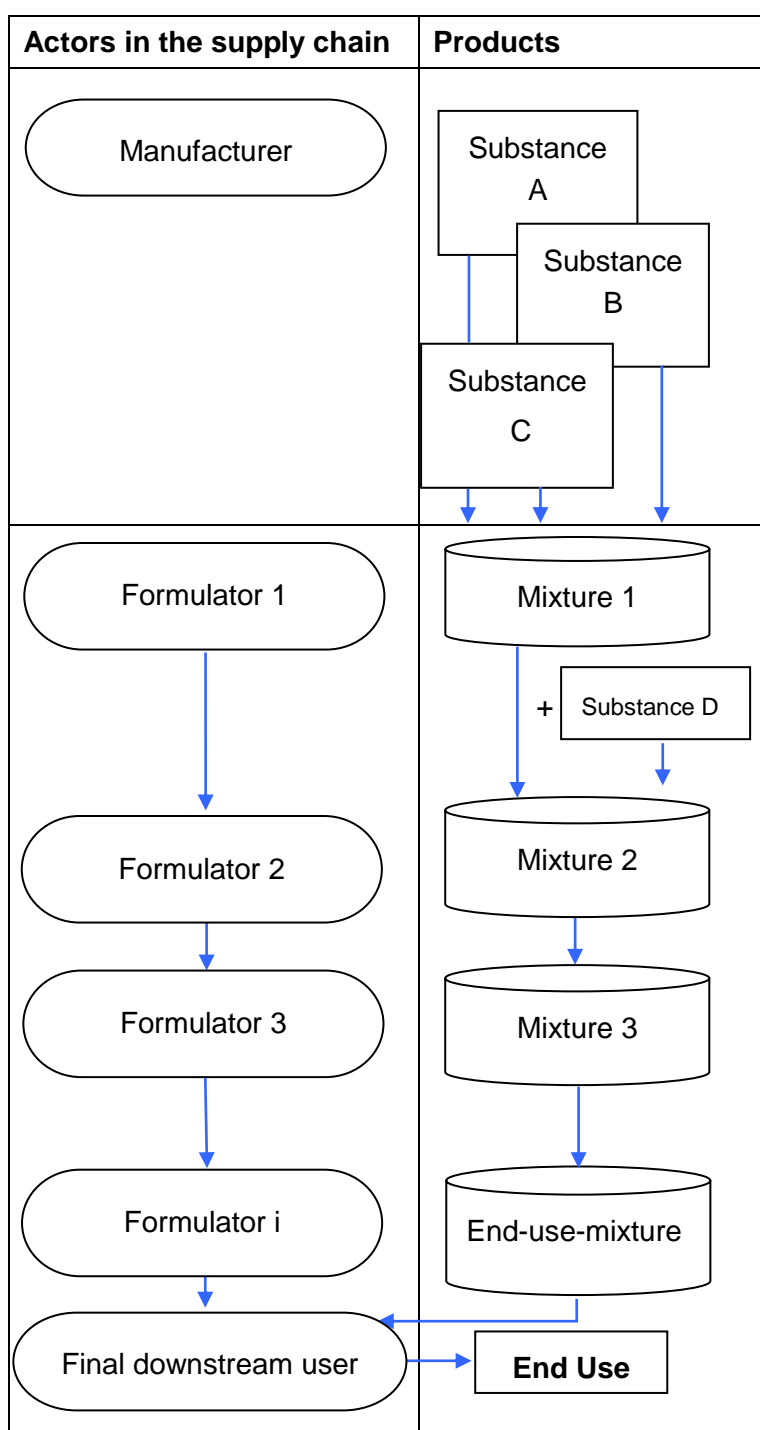 Actors in the supply chain
Products
Manufacturer
Substance
A
Substance
B
Substance
C
Formulator 1
Mixture 1
+
Substance D
Formulator 2
Mixture 2
Formulator 3
Mixture 3
Formulator i
End-use-mixture
Final downstream user
End Use